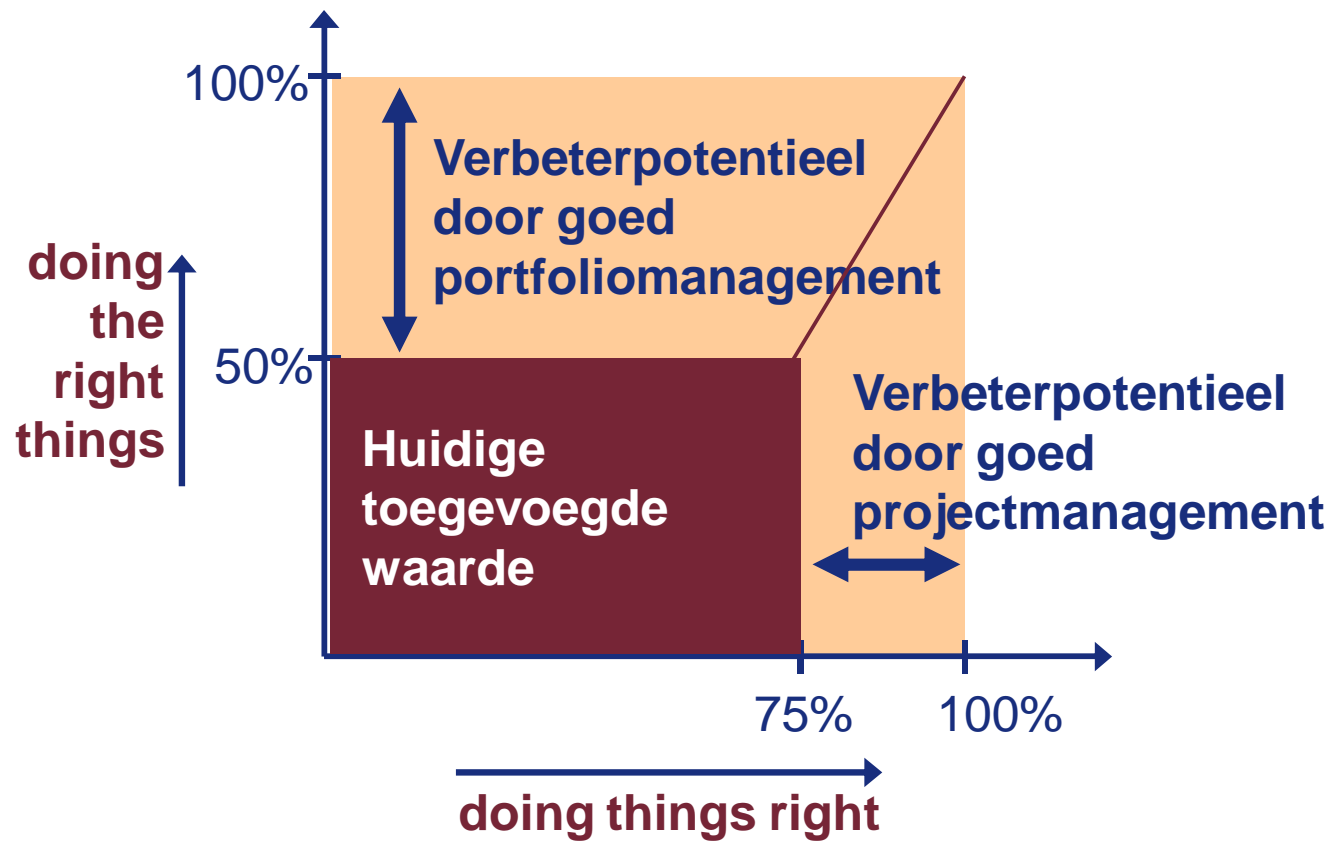 100%
Verbeterpotentieel
door goed
portfoliomanagement
doing
the
right
things
50%
Verbeterpotentieel
door goed
projectmanagement
Huidige
toegevoegde
waarde
75%
100%
doing things right